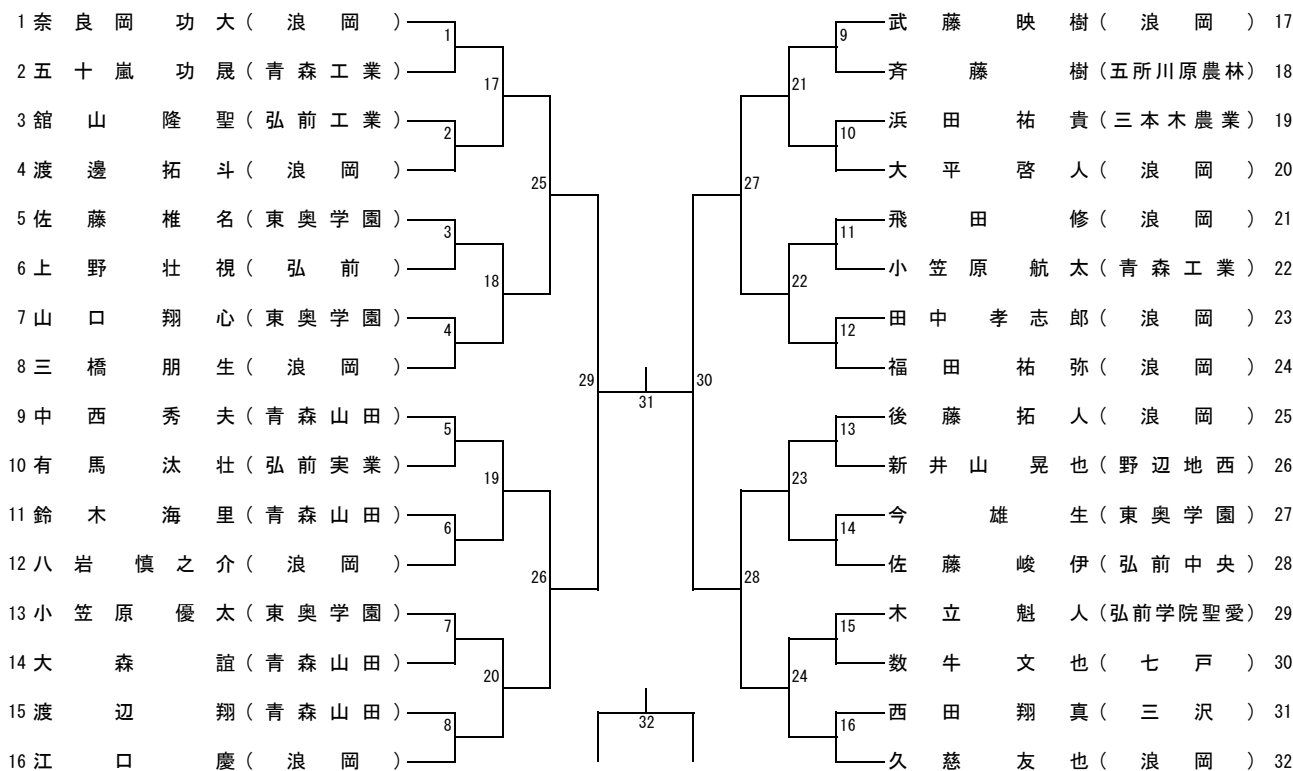 1 奈良岡功大(浪岡)
2 五十嵐功晟(青森工業)
3 舘山隆聖(弘前工業)
4 渡邊拓斗(浪岡)
5 佐藤椎名(東奥学園)
6 上野壮視(弘前)
7 山口翔心(東奥学園)
8 三橋朋生(浪岡)
9 中西秀夫(青森山田)
10 有馬汰壮(弘前実業)
11 鈴木海里(青森山田)
12 八岩慎之介(浪岡)
13 小笠原優太(東奥学園)
14 大森誼(青森山田)
15 渡辺翔(青森山田)
16 江口慶(浪岡)
1
2
3
4
5
6
7
8
17
18
19
20
25
26
29
31
32
30
27
28
21
22
23
24
9
10
11
12
13
14
15
16
武藤映樹(浪岡) 17
斉藤樹(五所川原農林) 18
浜田祐貴(三本木農業) 19
大平啓人(浪岡) 20
飛田修(浪岡) 21
小笠原航太(青森工業) 22
田中孝志郎(浪岡) 23
福田祐弥(浪岡) 24
後藤拓人(浪岡) 25
新井山晃也(野辺地西) 26
今雄生(東奥学園) 27
佐藤峻伊(弘前中央) 28
木立魁人(弘前学院聖愛) 29
数牛文也(七戸) 30
西田翔真(三沢) 31
久慈友也(浪岡) 32